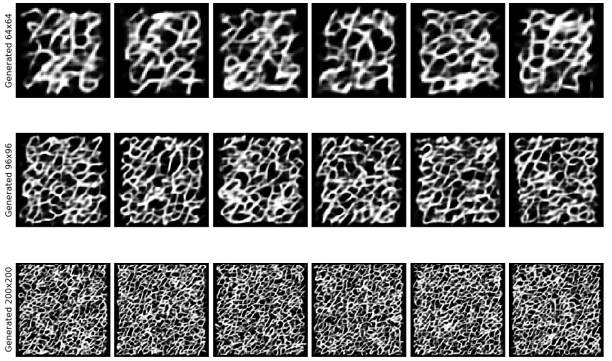 Generated 64x64
Generated 96x96
Generated 200x200